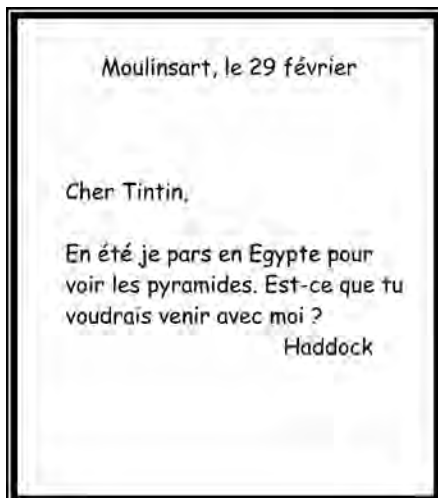 Moulinsart, le 29 février
Cher Tintin,
En été je pars en Egypte pour
voir les pyramides. Est-ce que tu
voudrais venir avec moi ?
Haddock